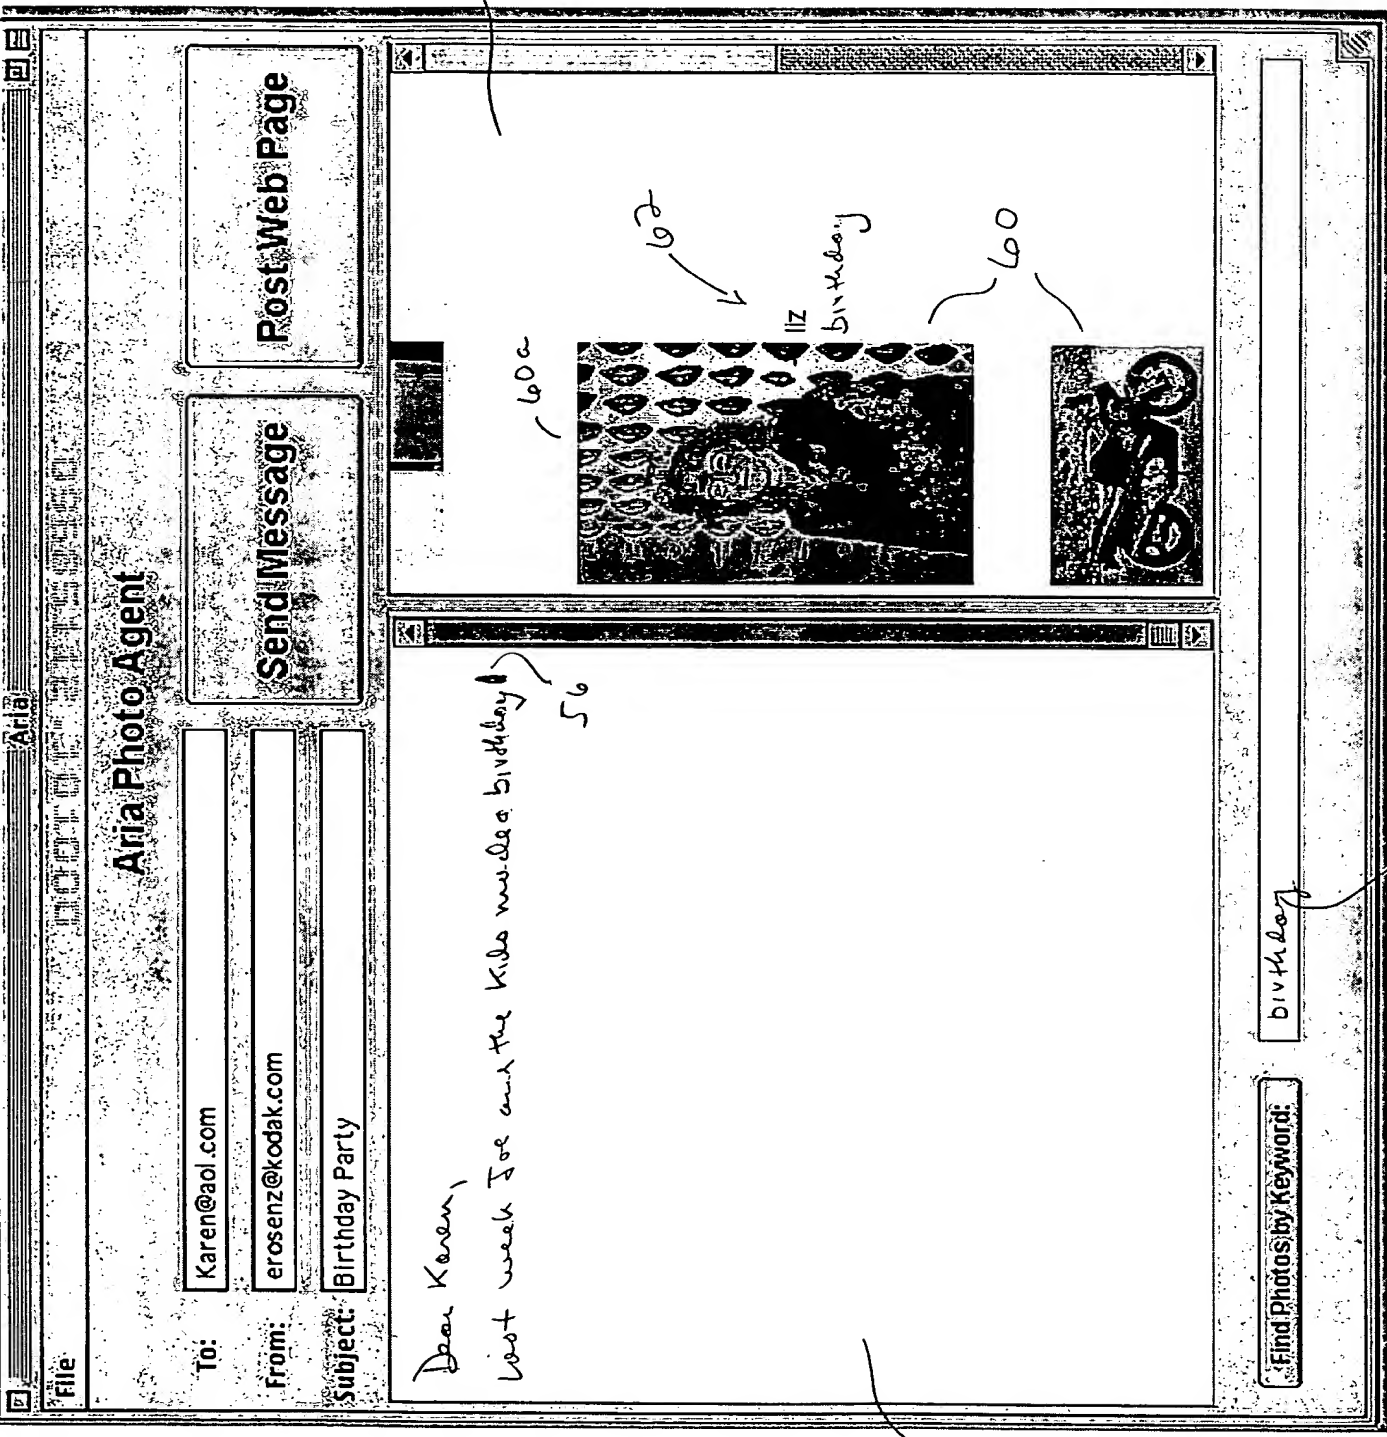 Aria
File
Aria Photo Agent
To: Karen@aol.com
From: erosenz@kodak.com
Subject: Birthday Party
Send Message
Post Web Page
Dear Karen,
Last week Joe and the kids made a birthday
56
60a
62
liz
birthday
60
Find Photos by Keyword:
birthday